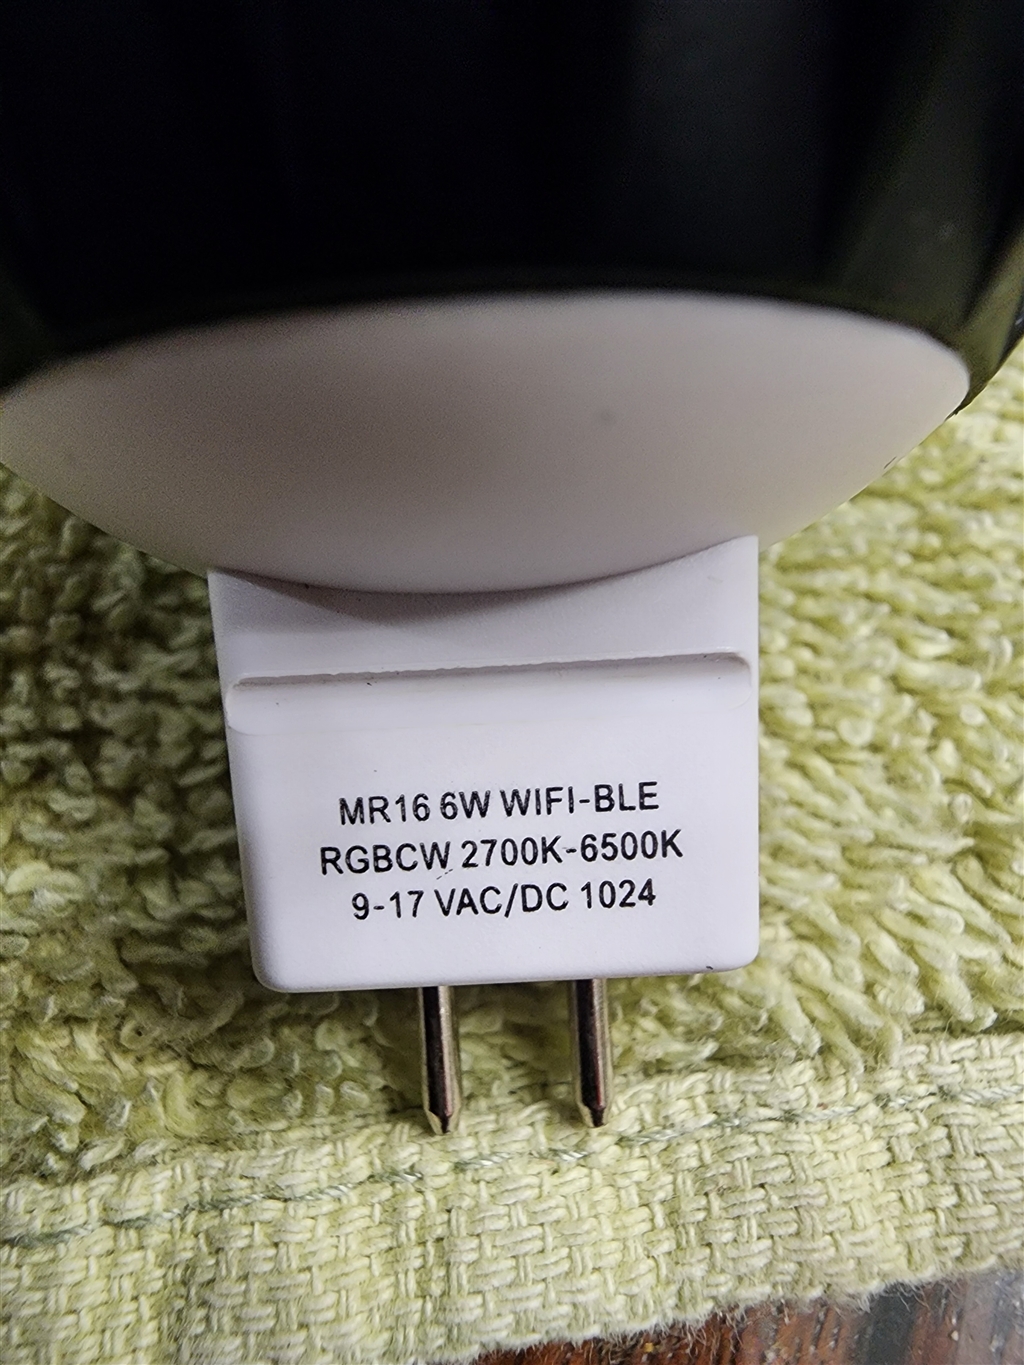 MR16 6W WIFI-BLE
RGBCW 2700K-6500K
9-17 VAC/DC 1024